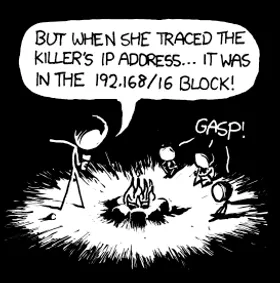 BUT WHEN SHE TRACED THE
KILLER'S IP ADDRESS... IT WAS
IN THE 192.168/16 BLOCK!
GASP!